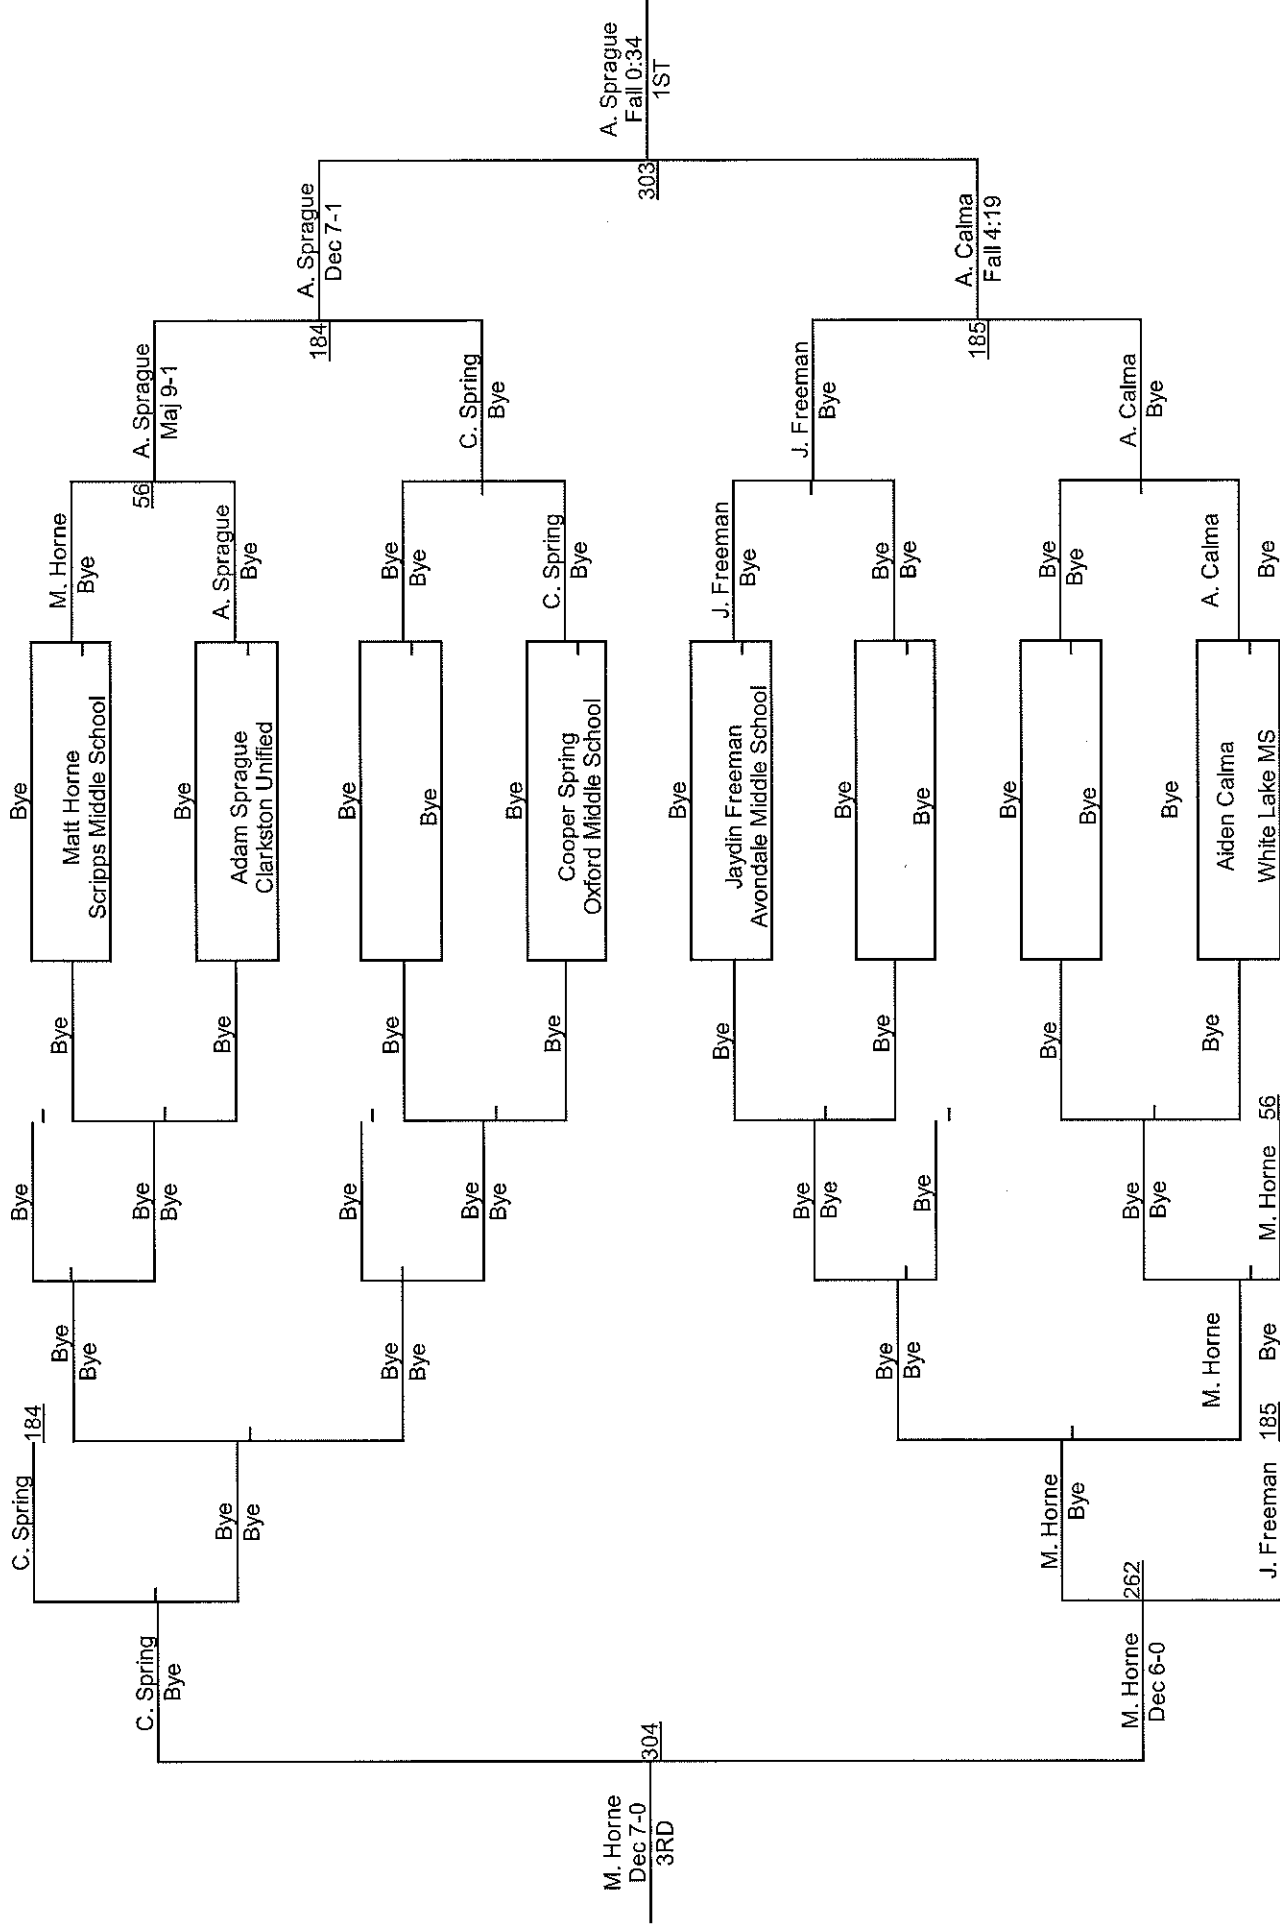 M. Horne
Dec 7-0
3RD
304
C. Spring
Bye
M. Horne
Dec 6-0
262
C. Spring 184
Bye
Bye
M. Horne
Bye
J. Freeman 185
Bye
Bye
Bye
Bye
Bye
Bye
M. Horne
Bye
Bye
Bye
Bye
Bye
Bye
Bye
Bye
Bye
Bye
Bye
Bye
M. Horne 56
Bye
Bye
Bye
Bye
Bye
Bye
Bye
Bye
Bye
Matt Horne
Scripps Middle School
Bye
Adam Sprague
Clarkston Unified
Bye
Bye
Bye
Cooper Spring
Oxford Middle School
Bye
Jaydin Freeman
Avondale Middle School
Bye
Bye
Bye
Bye
Bye
Aiden Calma
White Lake MS
M. Horne
Bye
A. Sprague
Bye
Bye
Bye
C. Spring
Bye
J. Freeman
Bye
Bye
Bye
Bye
Bye
A. Calma
Bye
56
A. Sprague
Maj 9-1
C. Spring
Bye
J. Freeman
Bye
A. Calma
Bye
184
A. Sprague
Dec 7-1
185
A. Calma
Fall 4:19
303
A. Sprague
Fall 0:34
1ST